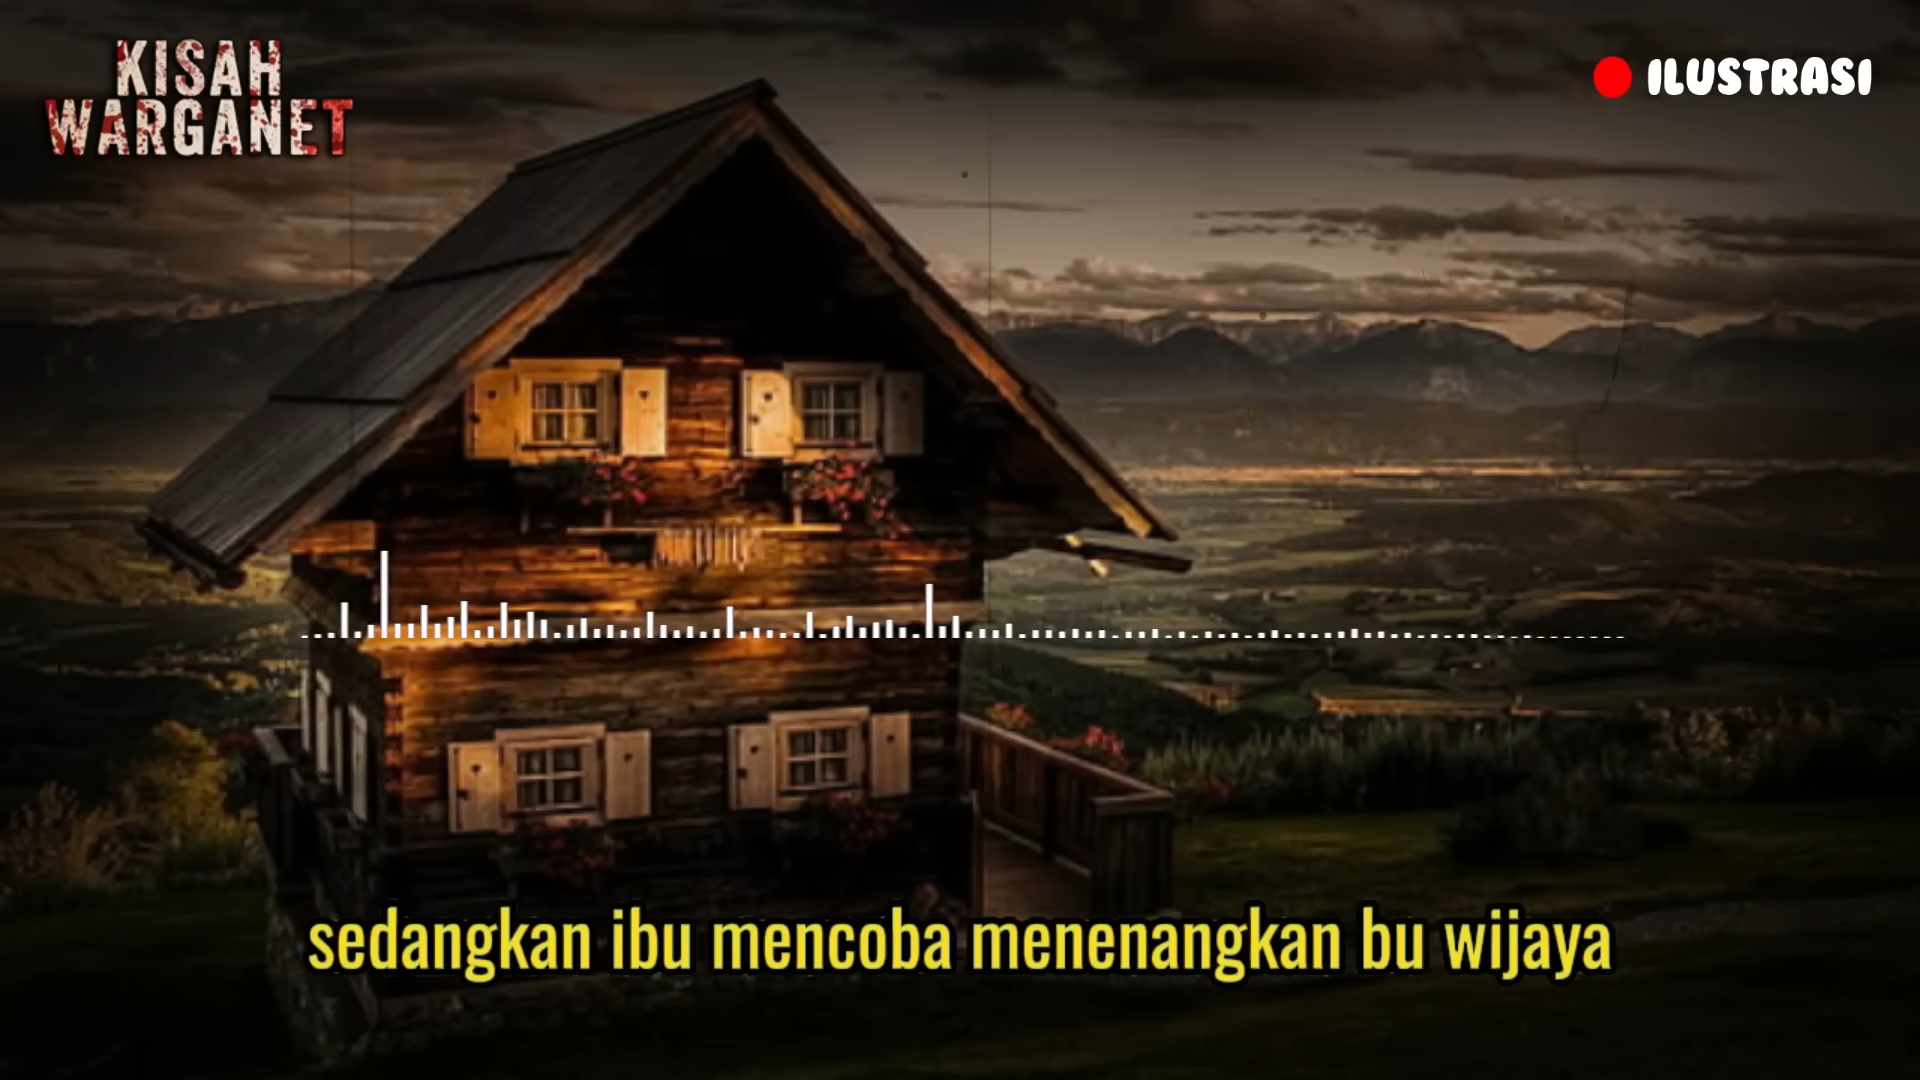 KISAH
WARGANET
ILUSTRASI
sedangkan ibu mencoba menenangkan bu wijaya